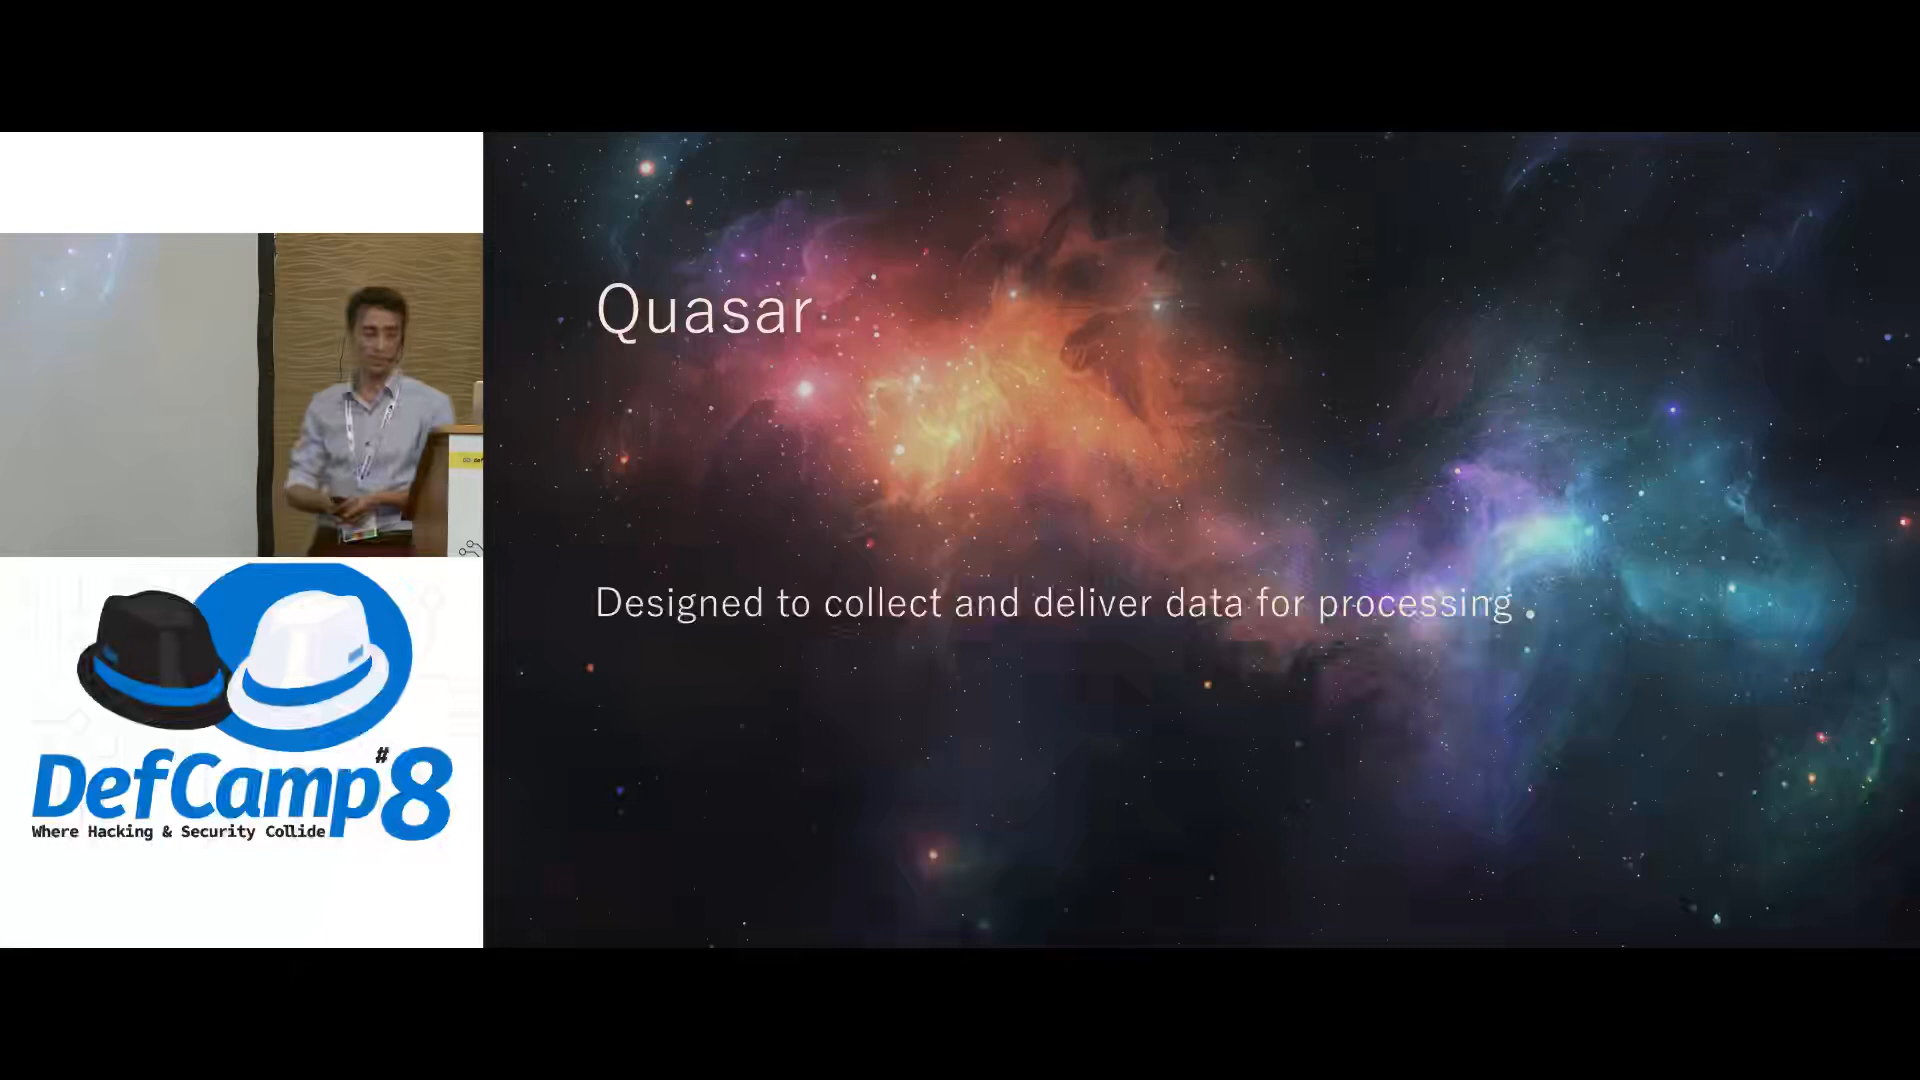 Quasar
Designed to collect and deliver data for processing
DefCamp#8
Where Hacking & Security Collide